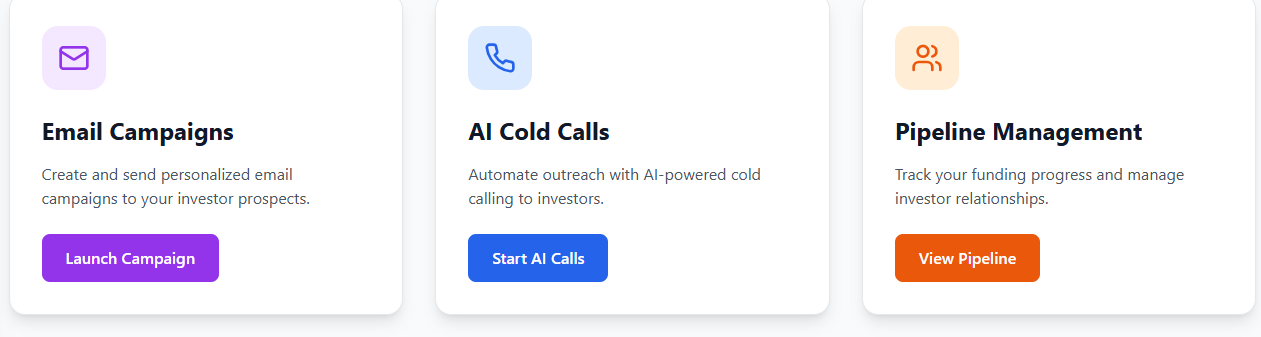 Email Campaigns
Create and send personalized email
campaigns to your investor prospects.
Launch Campaign
AI Cold Calls
Automate outreach with AI-powered cold
calling to investors.
Start AI Calls
Pipeline Management
Track your funding progress and manage
investor relationships.
View Pipeline